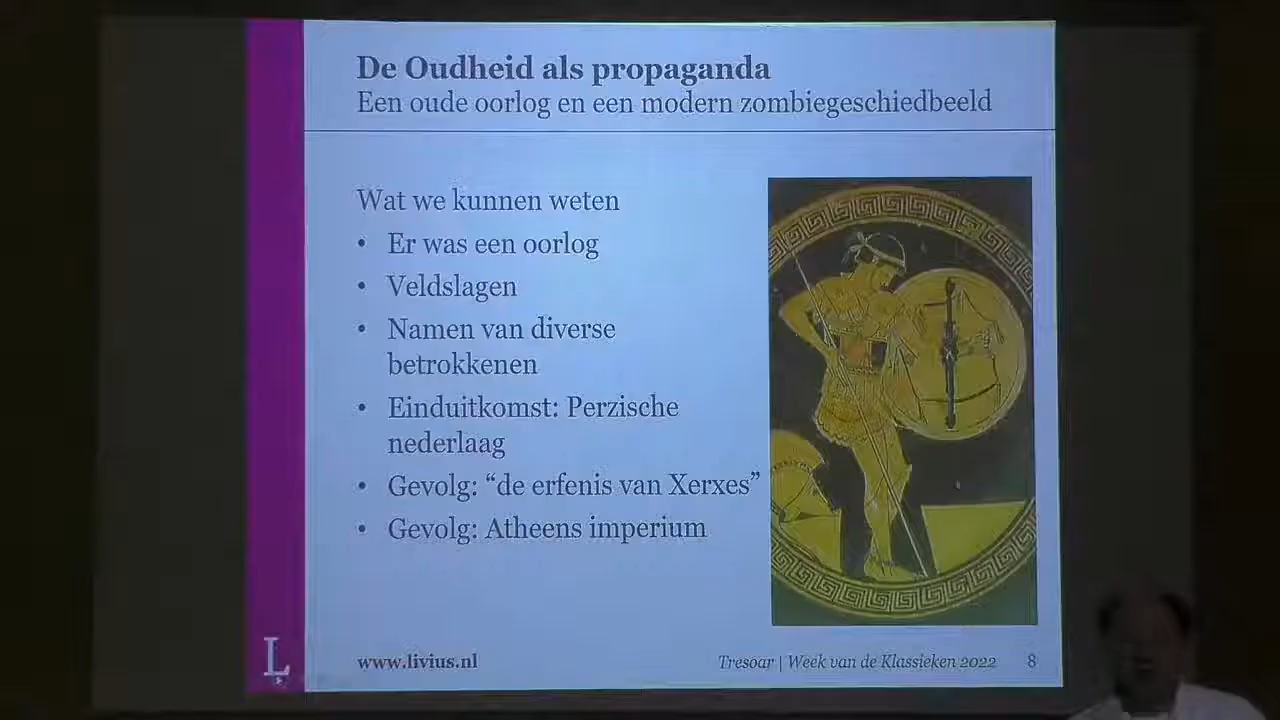 De Oudheid als propaganda
Een oude oorlog en een modern zombiegeschiedbeeld
Wat we kunnen weten
• Er was een oorlog
• Veldslagen
• Namen van diverse
betrokkenen
• Einduitkomst: Perzische
nederlaag
• Gevolg: “de erfenis van Xerxes”
• Gevolg: Atheens imperium
L
www.livius.nl
Tresoar | Week van de Klassieken 2022
8